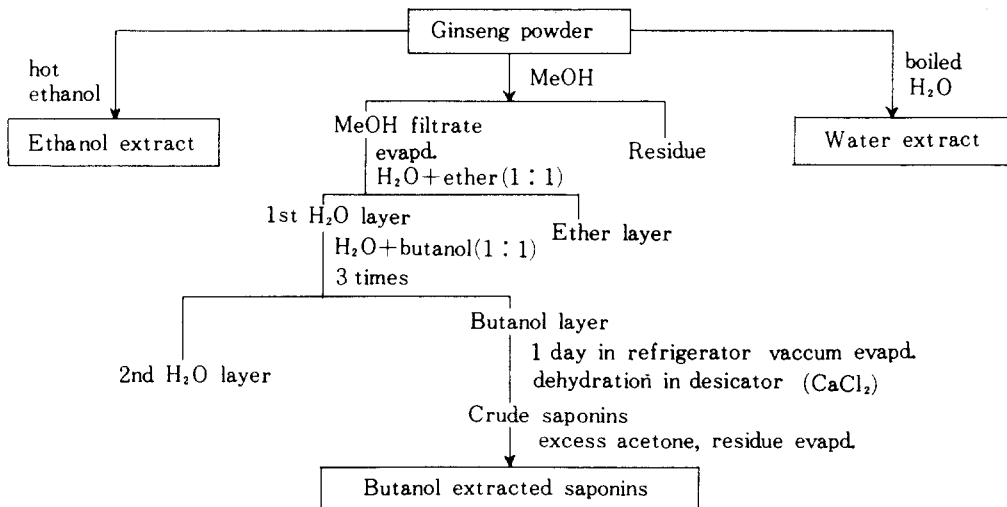 Ginseng powder
hot
ethanol
MeOH
boiled
H₂O
Ethanol extract
MeOH filtrate
evapd.
H₂O+ether(1：1)
Residue
Water extract
1st H₂O layer
H₂O+butanol(1：1)
3 times
Ether layer
2nd H₂O layer
Butanol layer
1 day in refrigerator vaccum evapd.
dehydration in desicator (CaCl₂)
Crude saponins
excess acetone, residue evapd.
Butanol extracted saponins